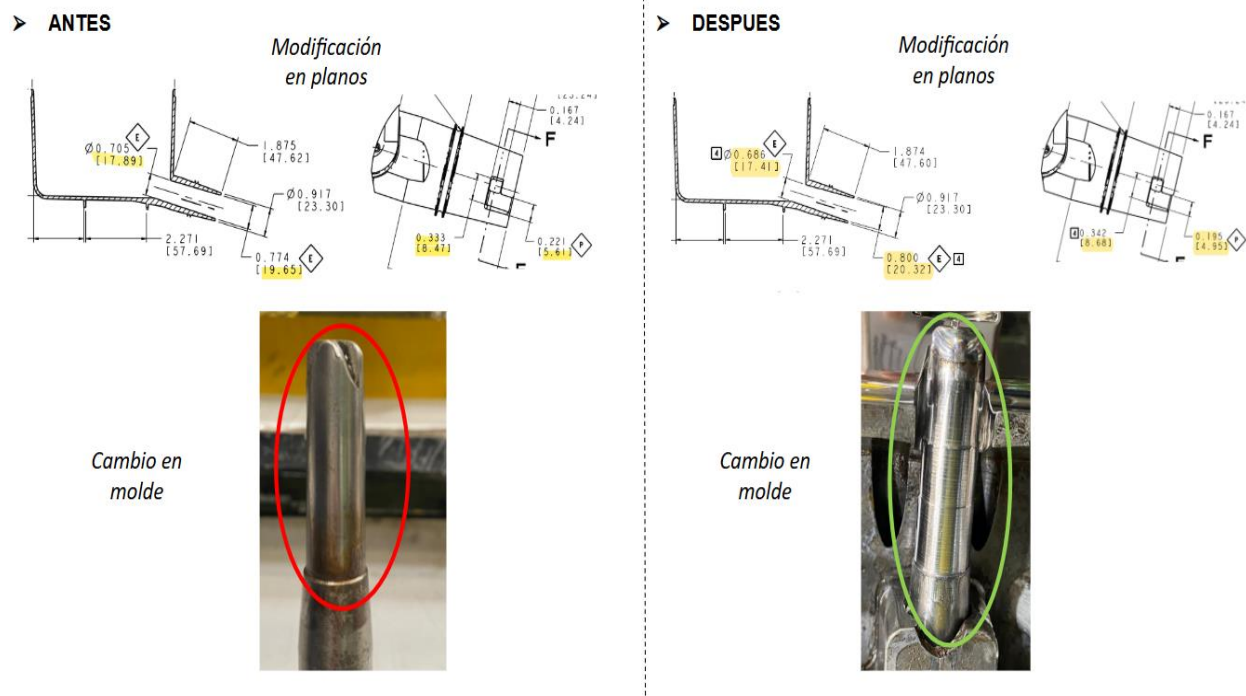 ➤ ANTES
Modificación
en planos
Ø0.705
[17.89]
E
1.875
[47.62]
Ø0.917
[23.30]
2.271
[57.69]
0.774
[19.65]
E
[23.24]
0.167
[4.24]
F
0.333
[8.47]
0.221
[5.61]
P
Cambio en
molde
➤ DESPUES
Modificación
en planos
4 Ø0.686
[17.41]
E
1.874
[47.60]
Ø0.917
[23.30]
2.271
[57.69]
0.800
[20.32]
E 4
0.167
[4.24]
F
4 0.342
[8.68]
0.195
[4.95]
P
Cambio en
molde